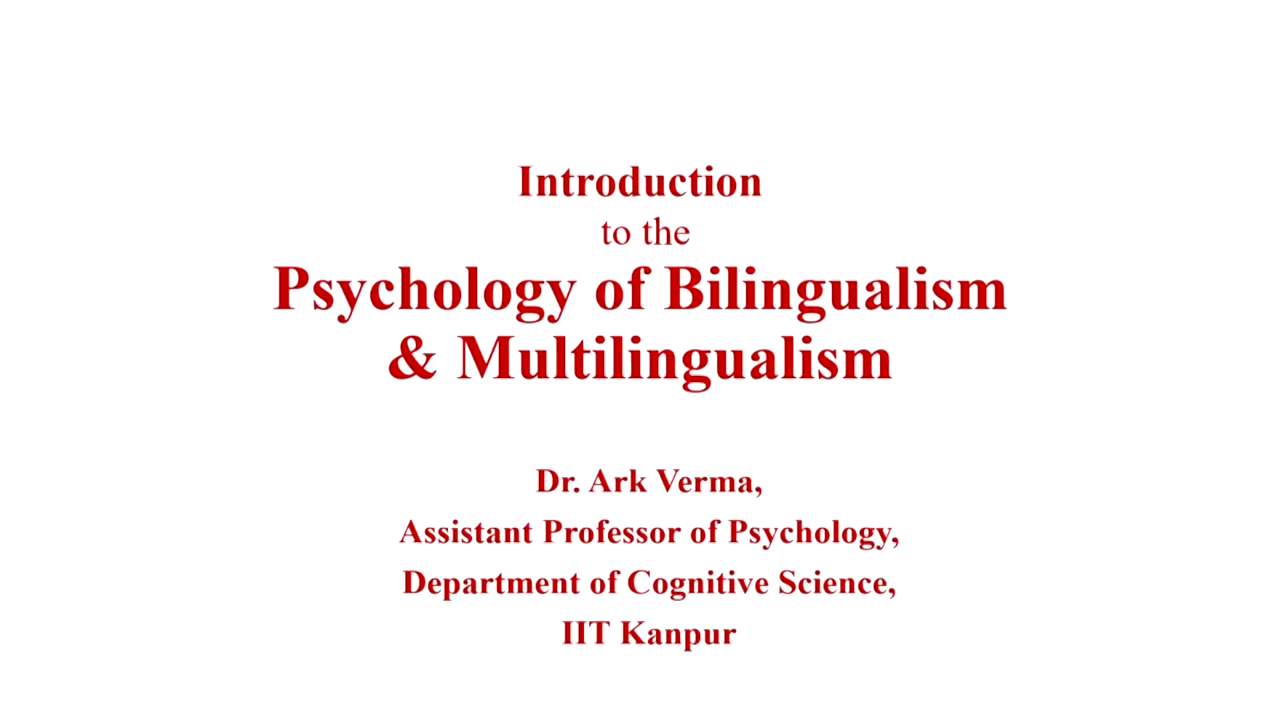 Introduction
to the
Psychology of Bilingualism
& Multilingualism
Dr. Ark Verma,
Assistant Professor of Psychology,
Department of Cognitive Science,
IIT Kanpur